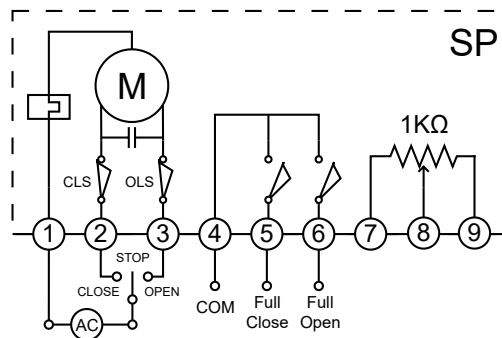 SP
M
1KΩ
CLS
OLS
1
2
3
4
5
6
7
8
9
STOP
CLOSE
OPEN
COM
Full
Close
Full
Open
AC